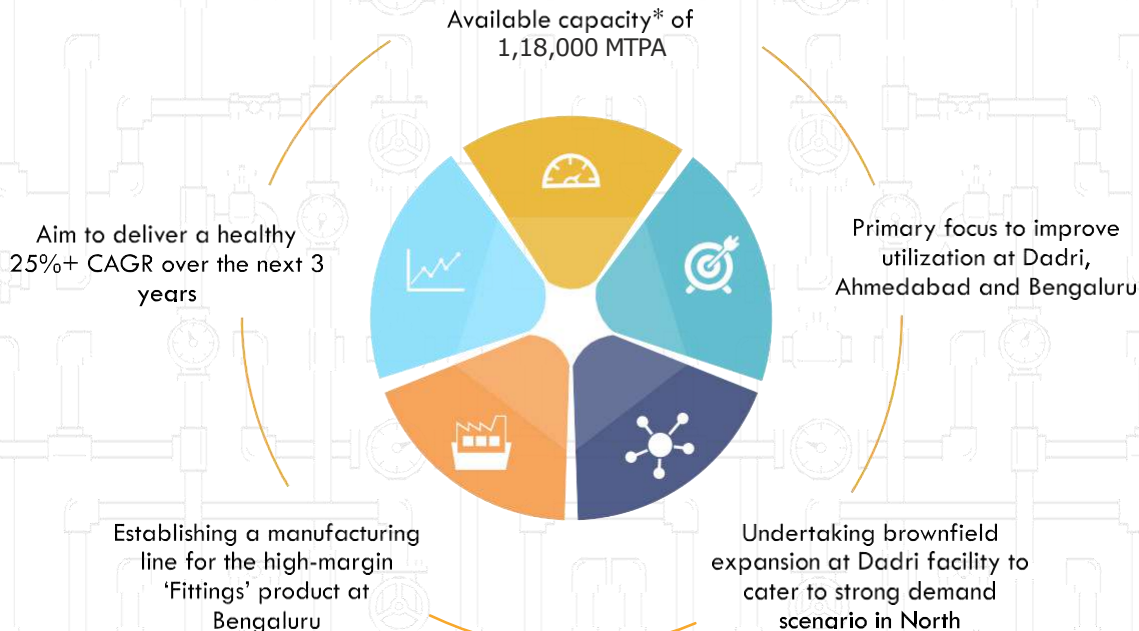 Available capacity* of
1,18,000 MTPA
Primary focus to improve
utilization at Dadri,
Ahmedabad and Bengaluru
Undertaking brownfield
expansion at Dadri facility to
cater to strong demand
scenario in North
Establishing a manufacturing
line for the high-margin
‘Fittings’ product at
Bengaluru
Aim to deliver a healthy
25%+ CAGR over the next 3
years